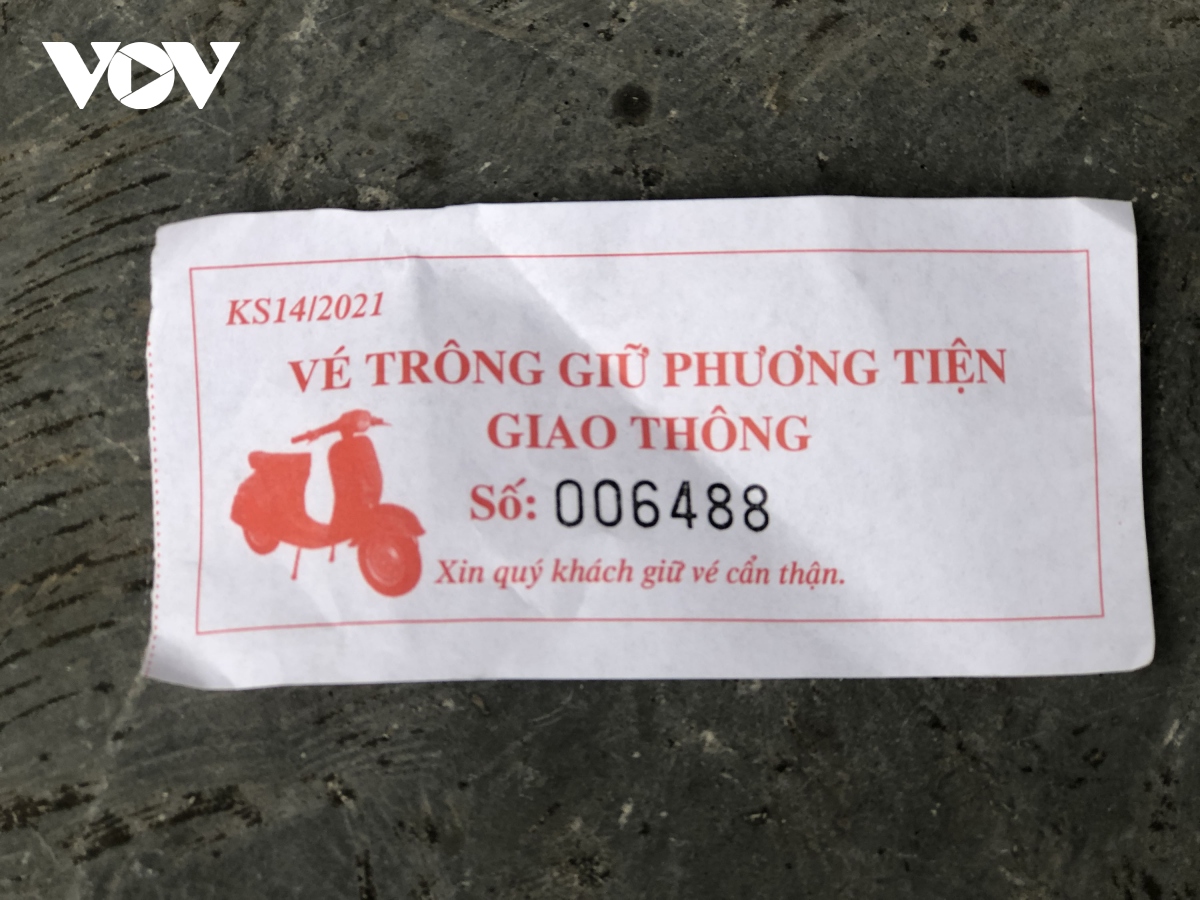 VOV
KS14/2021
VÉ TRÔNG GIỮ PHƯƠNG TIỆN
GIAO THÔNG
Số: 006488
Xin quý khách giữ vé cẩn thận.